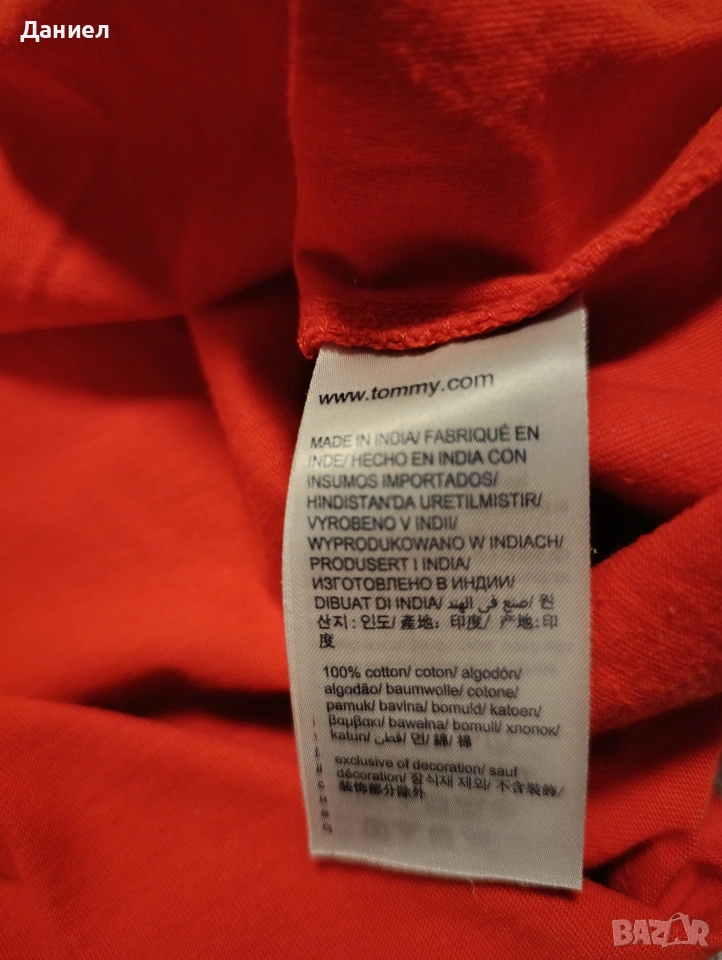 Даниел
www.tommy.com
MADE IN INDIA/ FABRIQUÉ EN
INDE/ HECHO EN INDIA CON
INSUMOS IMPORTADOS/
HINDISTAN'DA URETILMISTIR/
VYROBENO V INDII/
WYPRODUKOWANO W INDIACH/
PRODUSERT I INDIA/
ИЗГОТОВЛЕНО В ИНДИИ/
DIBUAT DI INDIA/ صنع في الهند/ 원
산지: 인도/ 產地: 印度/ 产地:印
度
100% cotton/ coton/ algodón/
algodão/ baumwolle/ cotone/
pamuk/ bavlna/ bomuld/ katoen/
βαμβακι/ bawełna/ bomull/ хлопок/
katun/ قطن/ 면/ 綿/ 棉
exclusive of decoration/ sauf
décoration/ 장식재 제외/ 不含裝飾/
装饰部分除外
BAZAR